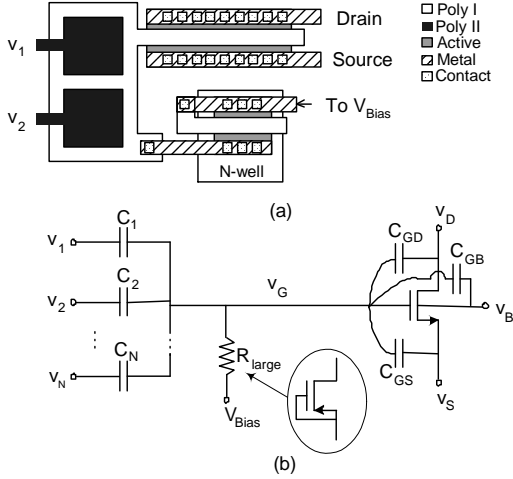 Drain
Source
v1
v2
To VBias
N-well
Poly I
Poly II
Active
Metal
Contact
(a)
v1
C1
v2
C2
vN
CN
vG
Rlarge
VBias
CGD
CGB
CGS
vD
vB
vS
(b)